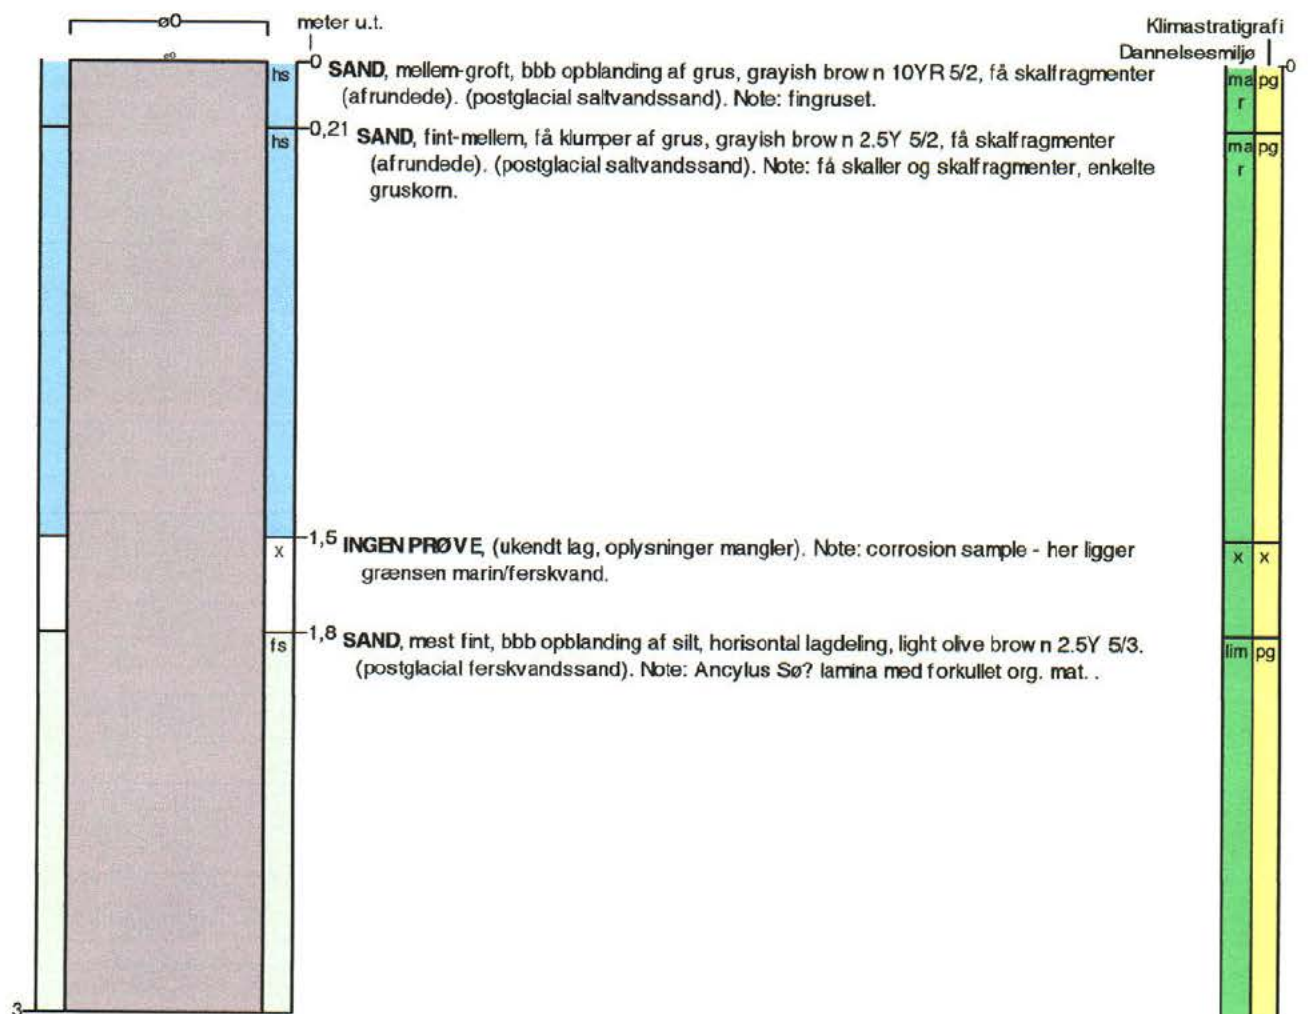 ø0
meter u.t.
Klimastratigrafi
Dannelsesmiljø
0
0
hs
SAND, mellem-groft, bbb opblanding af grus, grayish brown 10YR 5/2, få skalfragmenter
(afrundede). (postglacial saltvandssand). Note: fingruset.
ma
r
pg
0,21
hs
SAND, fint-mellem, få klumper af grus, grayish brown 2.5Y 5/2, få skalfragmenter
(afrundede). (postglacial saltvandssand). Note: få skaller og skalfragmenter, enkelte
gruskorn.
ma
r
pg
1,5
x
INGEN PRØVE, (ukendt lag, oplysninger mangler). Note: corrosion sample - her ligger
grænsen marin/ferskvand.
x x
1,8
fs
SAND, mest fint, bbb opblanding af silt, horisontal lagdeling, light olive brown 2.5Y 5/3.
(postglacial ferskvandssand). Note: Ancylus Sø? lamina med forkullet org. mat. .
lim pg
3